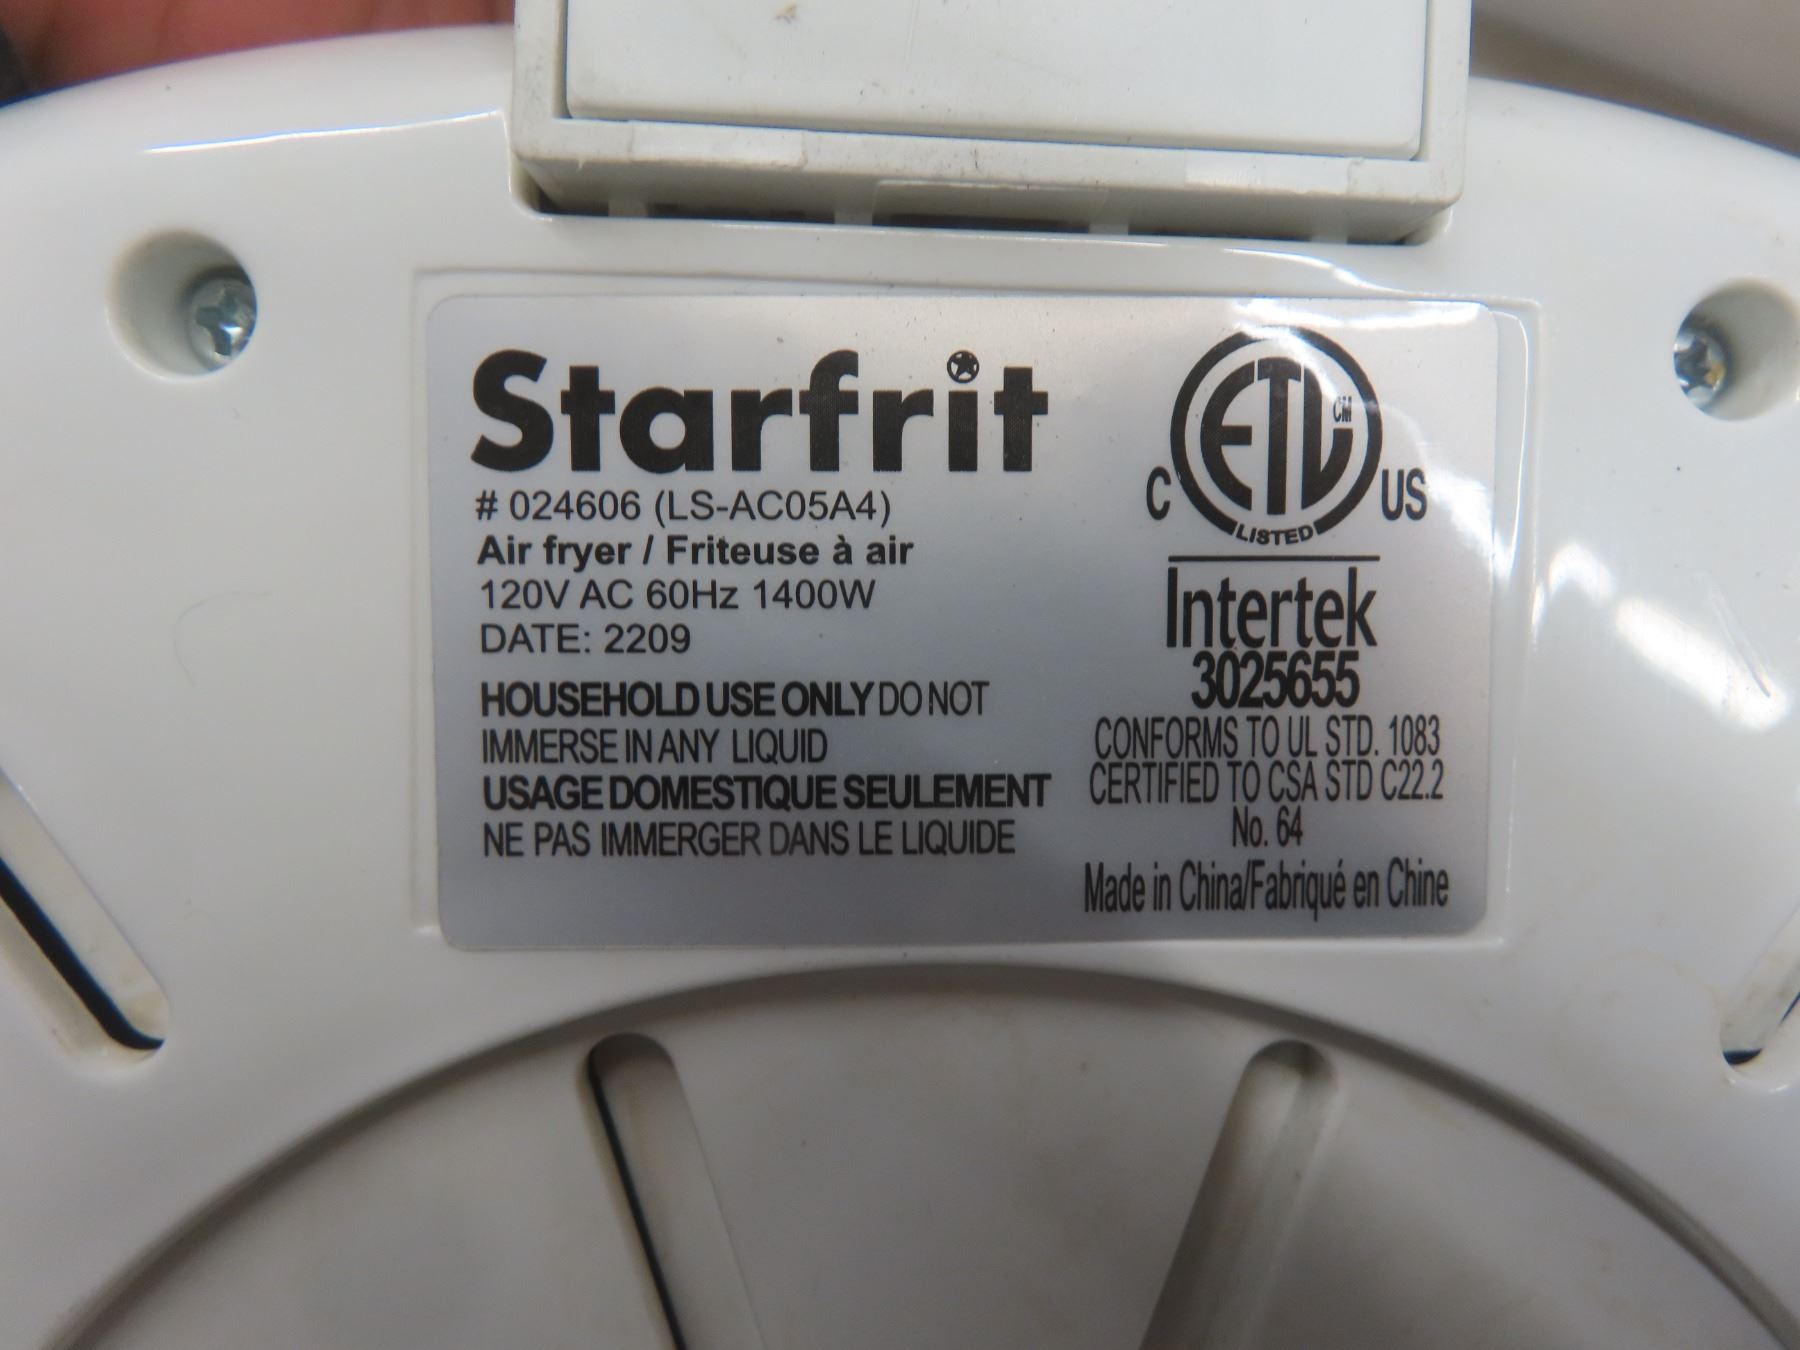 Starfrit
# 024606 (LS-AC05A4)
Air fryer / Friteuse à air
120V AC 60Hz 1400W
DATE: 2209
HOUSEHOLD USE ONLY DO NOT
IMMERSE IN ANY LIQUID
USAGE DOMESTIQUE SEULEMENT
NE PAS IMMERGER DANS LE LIQUIDE
ETL CM
C US
LISTED
Intertek
3025655
CONFORMS TO UL STD. 1083
CERTIFIED TO CSA STD C22.2
No. 64
Made in China/Fabriqué en Chine